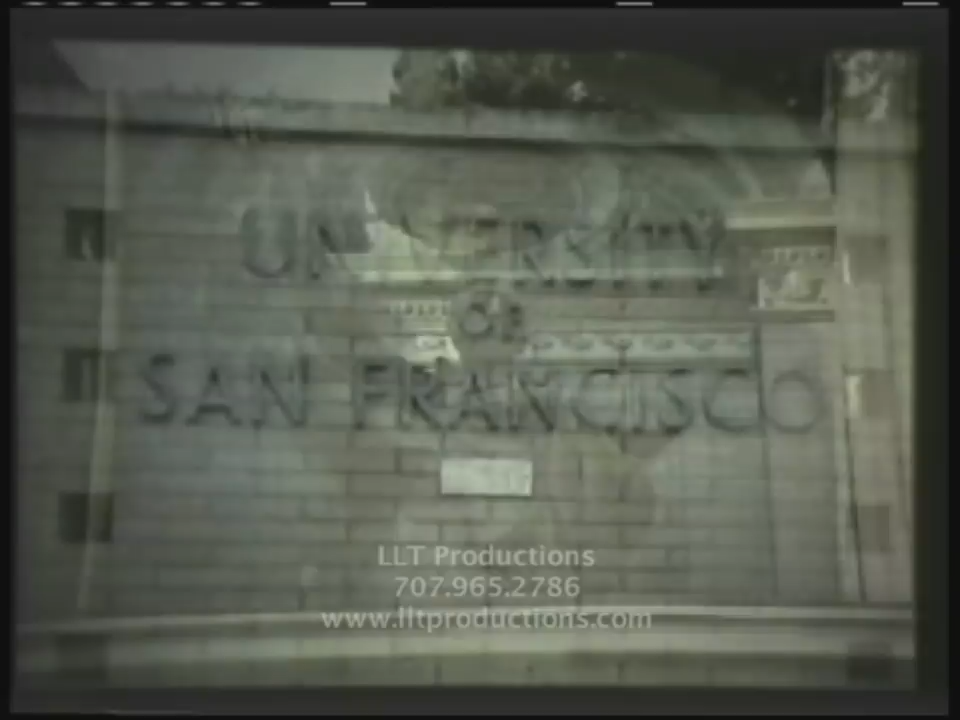 UNIVERSITY
OF
SAN FRANCISCO
LLT Productions
707.965.2786
www.lltproductions.com